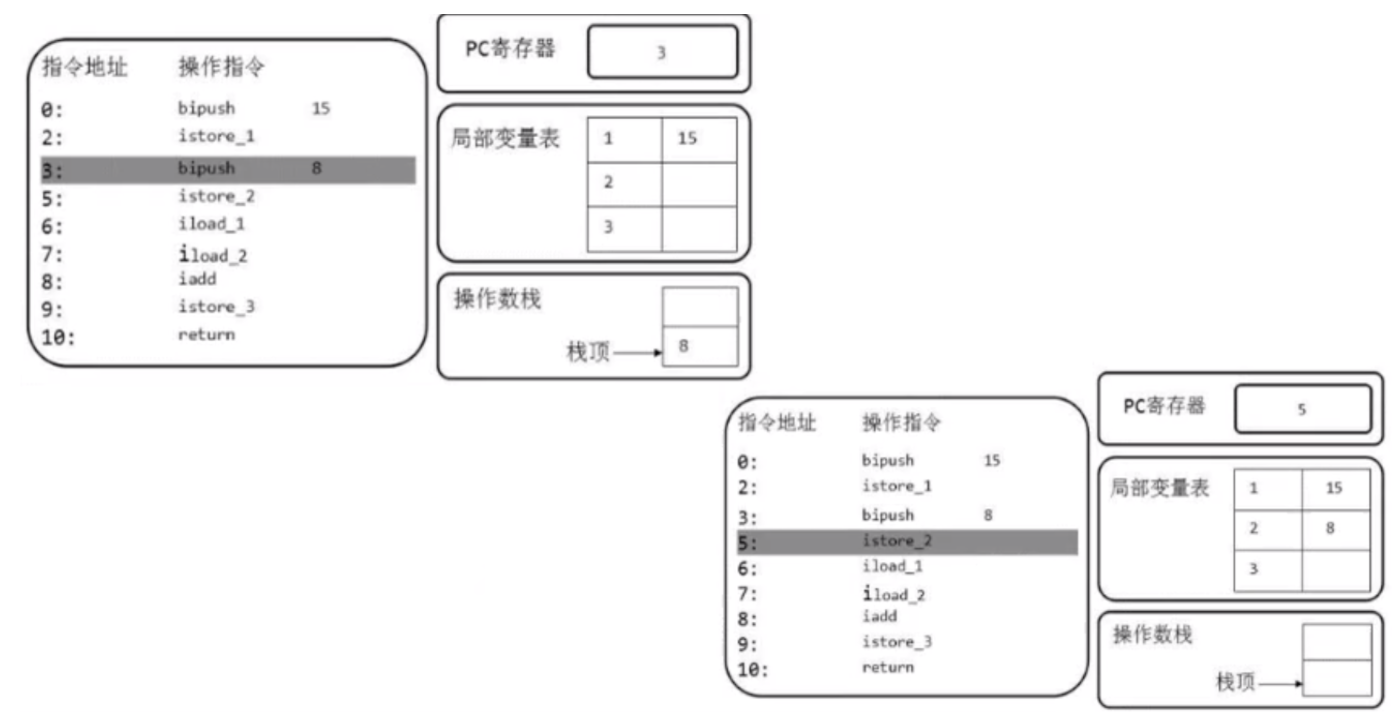 指令地址 操作指令
0: bipush 15
2: istore_1
3: bipush 8
5: istore_2
6: iload_1
7: iload_2
8: iadd
9: istore_3
10: return
PC寄存器 3
局部变量表 1 15
2
3
操作数栈
栈顶 8
指令地址 操作指令
0: bipush 15
2: istore_1
3: bipush 8
5: istore_2
6: iload_1
7: iload_2
8: iadd
9: istore_3
10: return
PC寄存器 5
局部变量表 1 15
2 8
3
操作数栈
栈顶